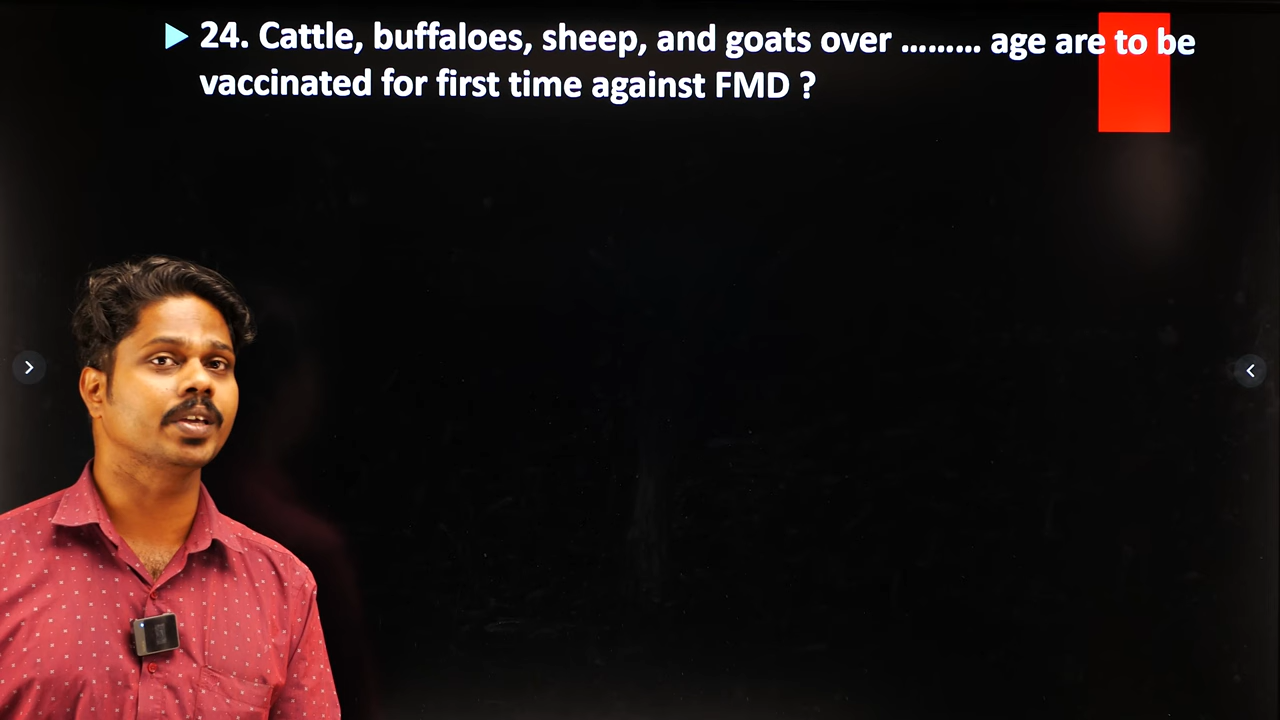 24. Cattle, buffaloes, sheep, and goats over ......... age are to be
vaccinated for first time against FMD ?